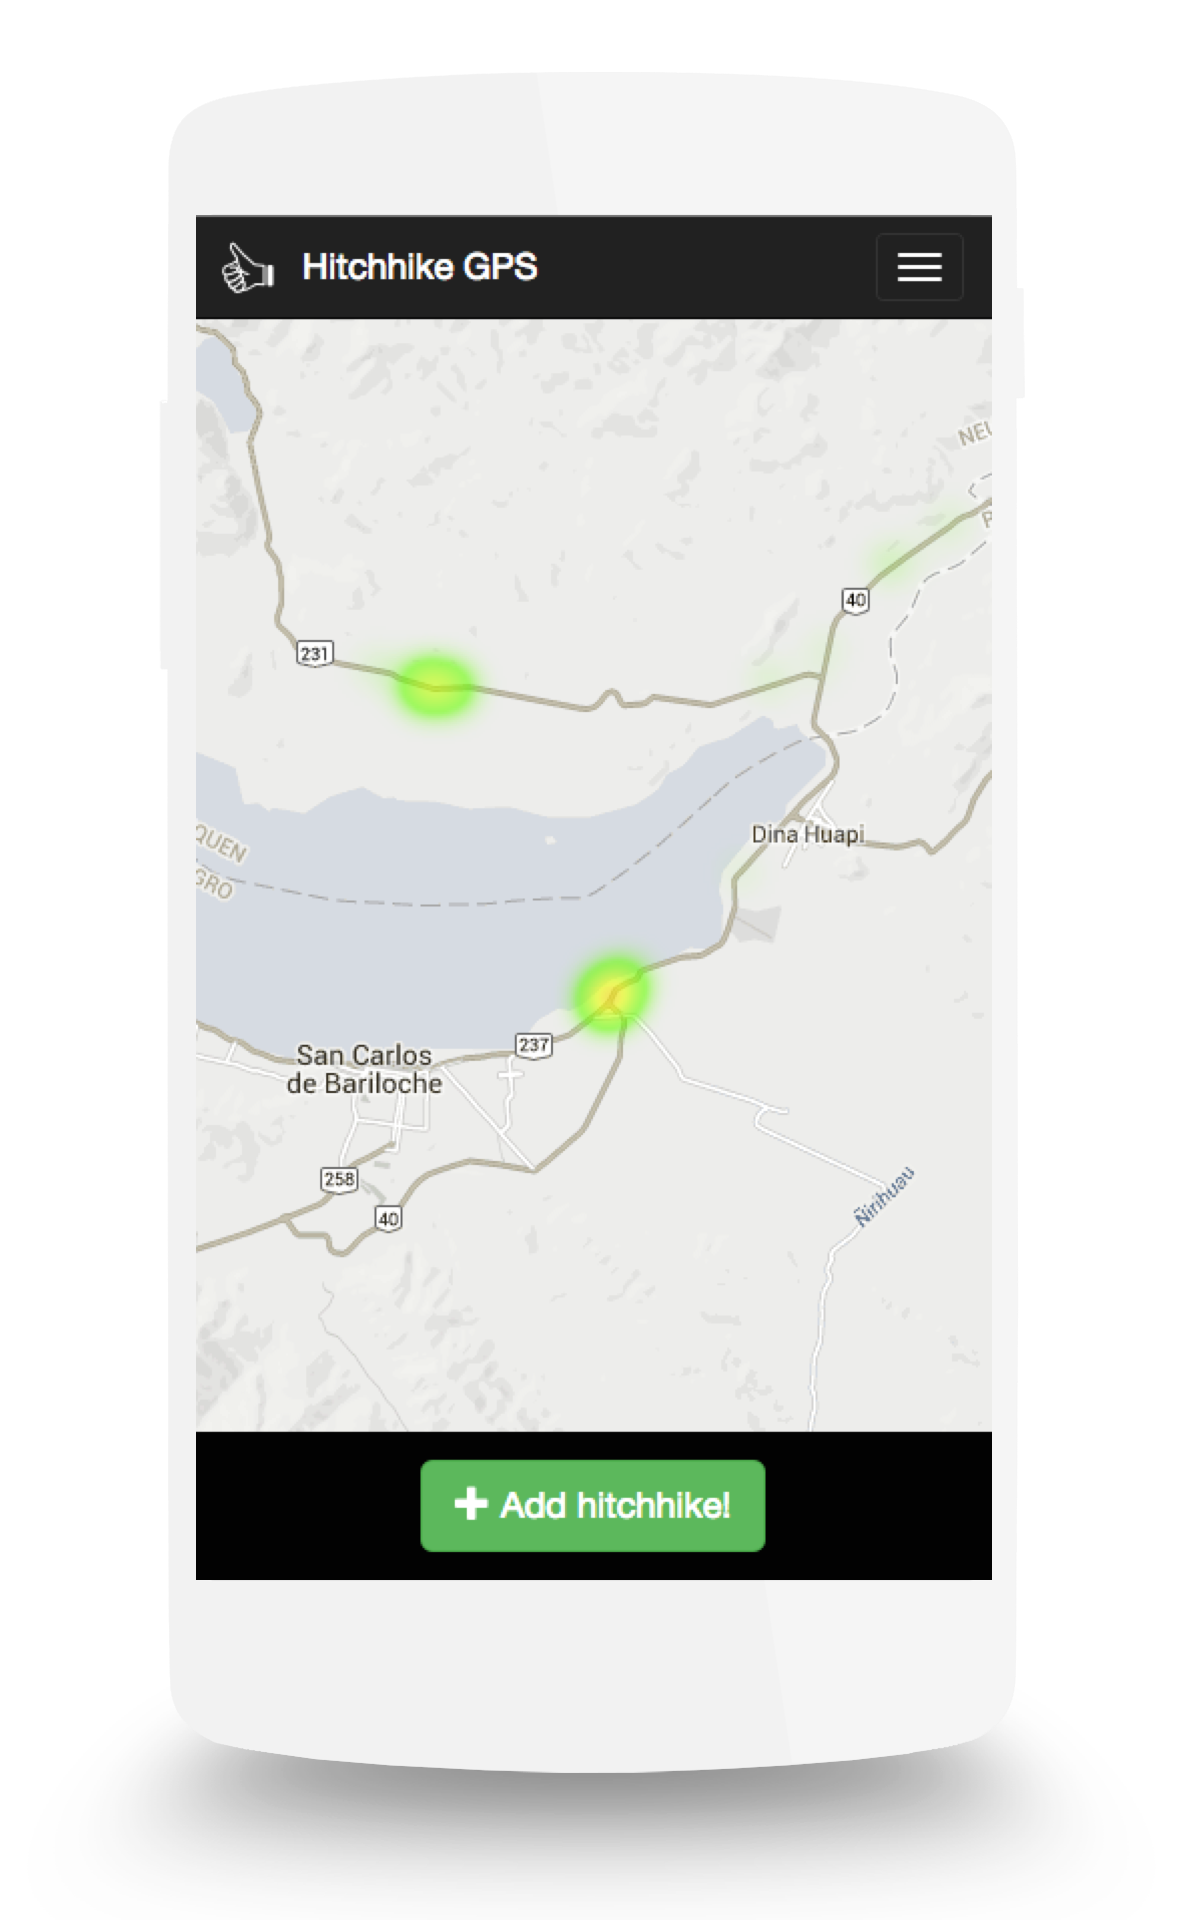 Hitchhike GPS
NEU
R
40
231
Dina Huapi
QUEN
GRO
237
San Carlos
de Bariloche
258
40
Ñirihuau
Add hitchhike!